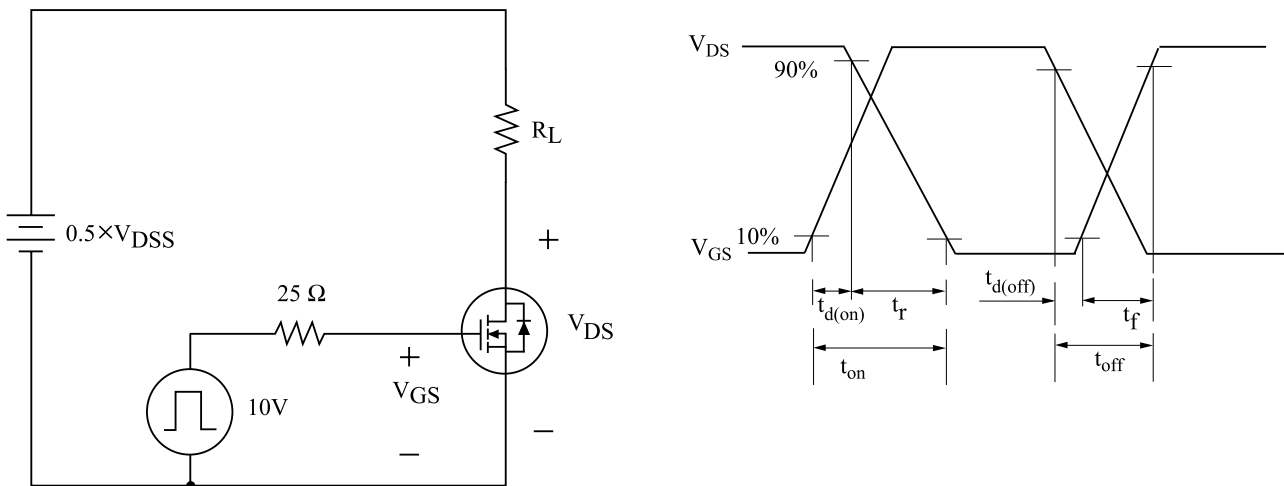 R_L
0.5×V_DSS
25 Ω
V_DS
V_GS
10V
+
−
+
−
V_DS
90%
V_GS
10%
t_d(on)
t_r
t_on
t_d(off)
t_f
t_off